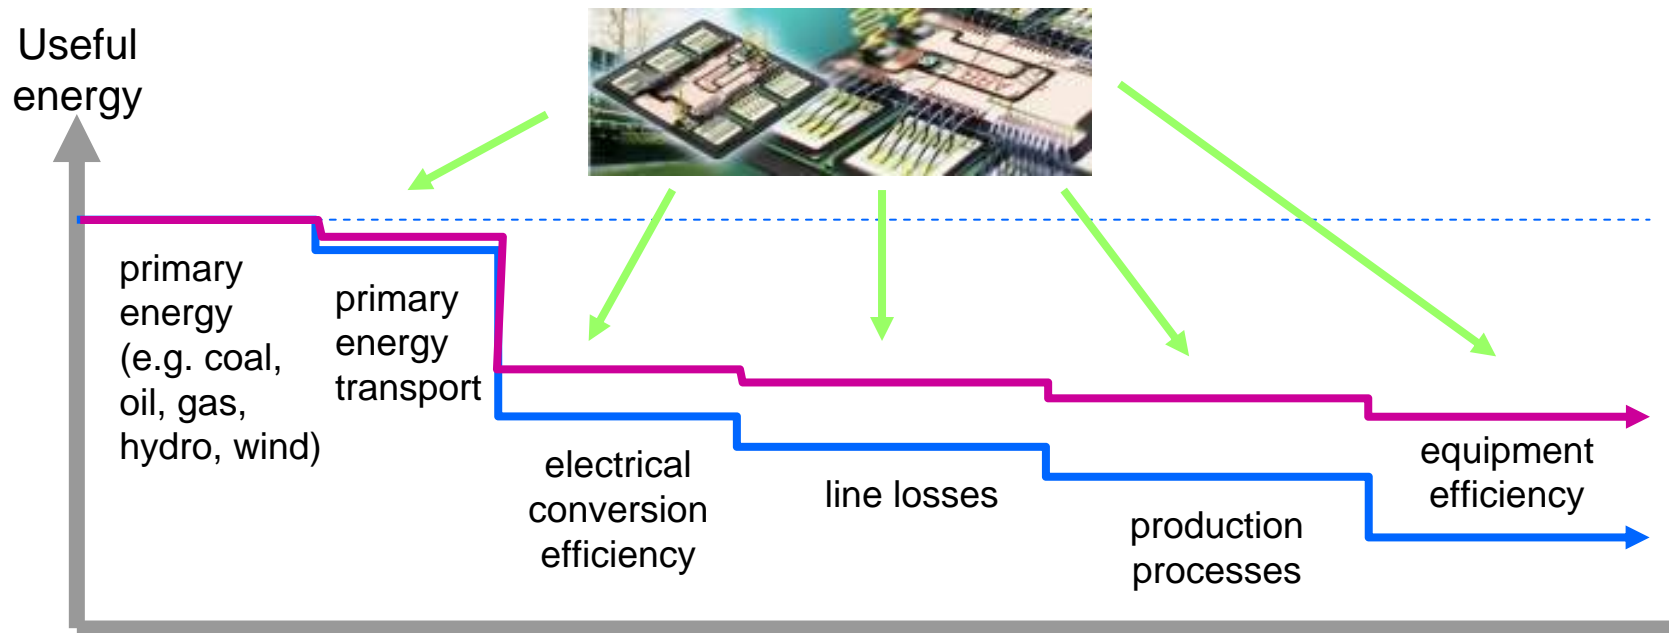 Useful
energy
primary
energy
(e.g. coal,
oil, gas,
hydro, wind)
primary
energy
transport
electrical
conversion
efficiency
line losses
production
processes
equipment
efficiency